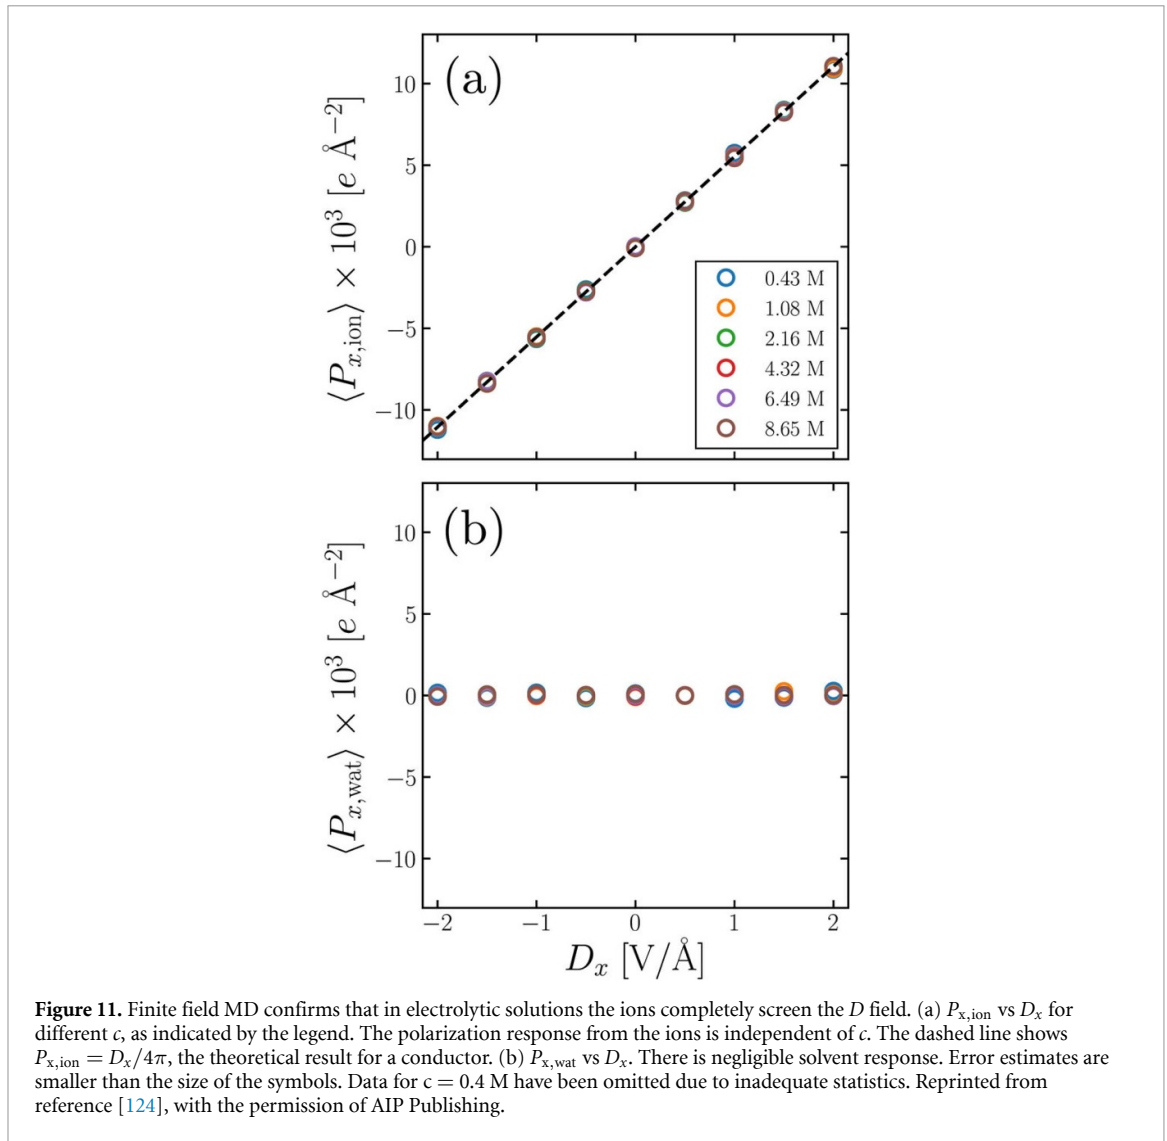 (a)
⟨P_{x,ion}⟩ × 10³ [e Å⁻²]
10
5
0
−5
−10
0.43 M
1.08 M
2.16 M
4.32 M
6.49 M
8.65 M
(b)
⟨P_{x,wat}⟩ × 10³ [e Å⁻²]
10
5
0
−5
−10
−2 −1 0 1 2
D_x [V/Å]
Figure 11. Finite field MD confirms that in electrolytic solutions the ions completely screen the D field. (a) P_{x,ion} vs D_x for
different c, as indicated by the legend. The polarization response from the ions is independent of c. The dashed line shows
P_{x,ion} = D_x/4π, the theoretical result for a conductor. (b) P_{x,wat} vs D_x. There is negligible solvent response. Error estimates are
smaller than the size of the symbols. Data for c = 0.4 M have been omitted due to inadequate statistics. Reprinted from
reference [124], with the permission of AIP Publishing.